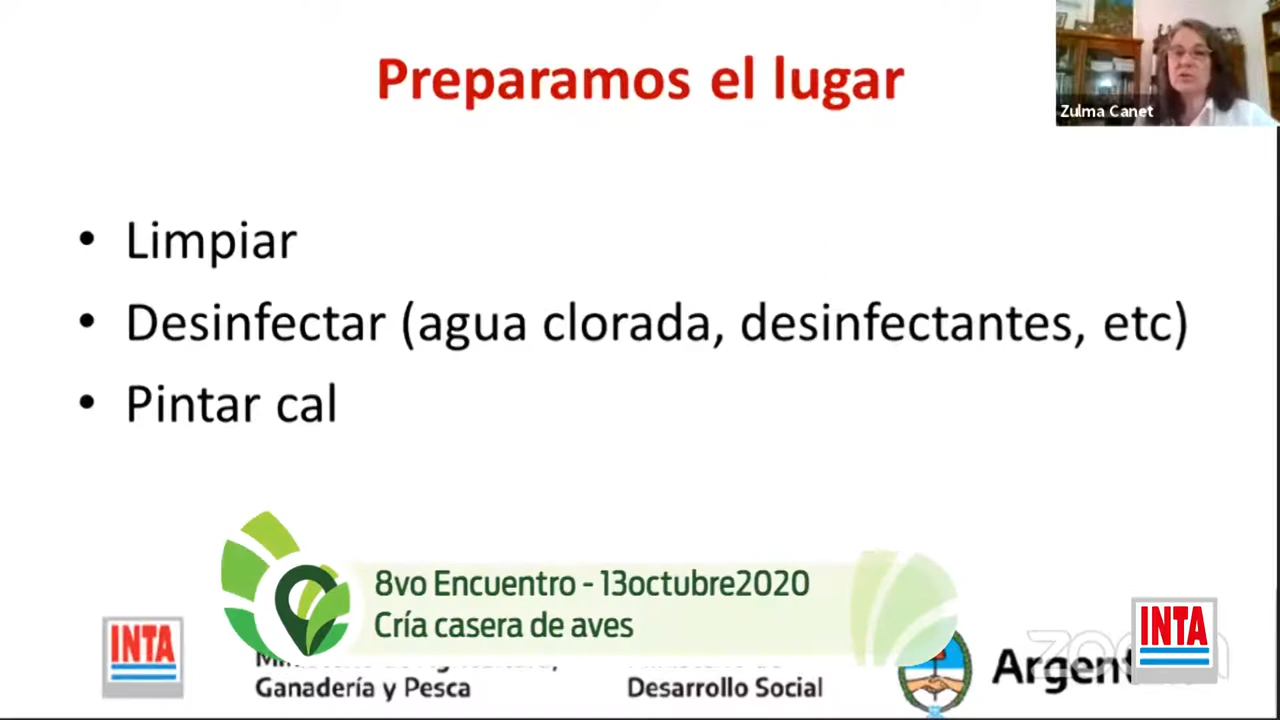 Preparamos el lugar
Zulma Canet
• Limpiar
• Desinfectar (agua clorada, desinfectantes, etc)
• Pintar cal
8vo Encuentro - 13octubre2020
Cría casera de aves
INTA
Ganadería y Pesca
Desarrollo Social
INTA